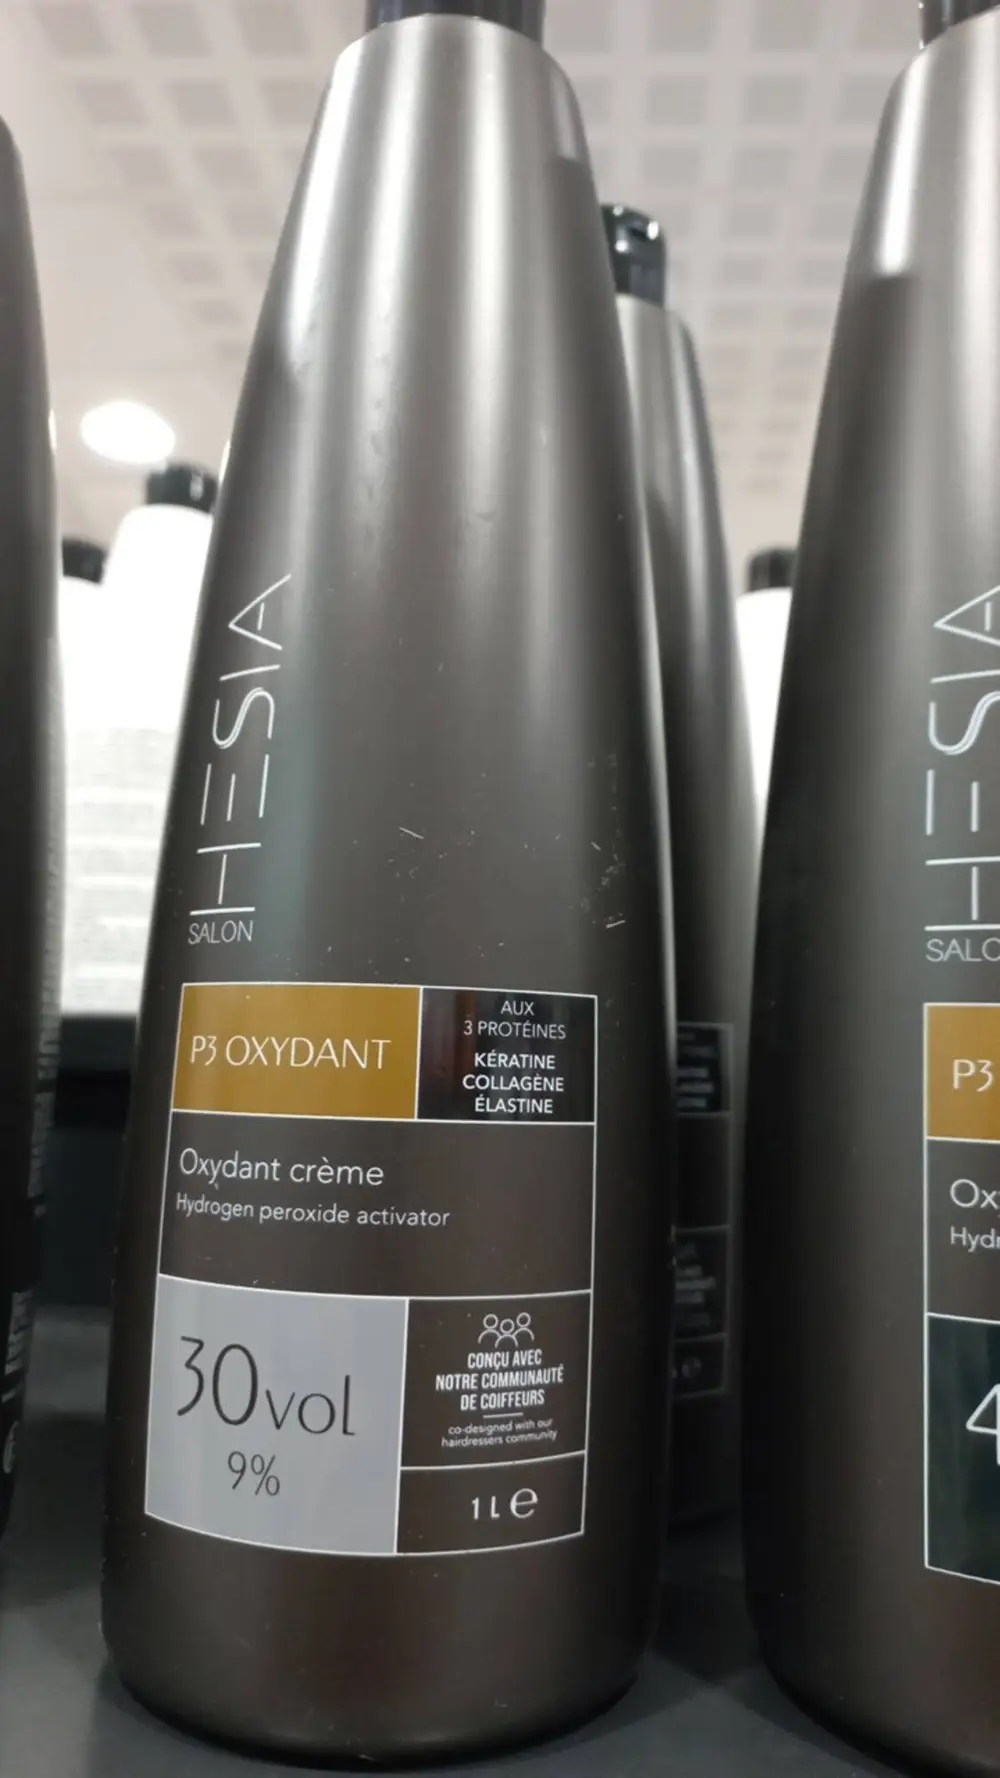 HESIA
SALON
P3 OXYDANT
AUX
3 PROTÉINES
KÉRATINE
COLLAGÈNE
ÉLASTINE
Oxydant crème
Hydrogen peroxide activator
30vol
9%
CONÇU AVEC
NOTRE COMMUNAUTÉ
DE COIFFEURS
co-designed with our
hairdressers community
1 L e
HESIA
SALO
P3
Ox
Hydr
4